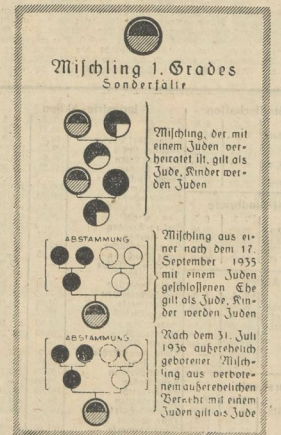 Mischling 1. Grades
Sonderfälle
Mischling, der mit
einem Juden ver-
heiratet ist, gilt als
Jude, Kinder wer-
den Juden
ABSTAMMUNG
Mischling aus ei-
ner nach dem 17.
September 1935
mit einem Juden
geschlossenen Ehe
gilt als Jude, Kin-
der werden Juden
ABSTAMMUNG
Nach dem 31. Juli
1936 außerehelich
geborener Misch-
ling aus verbote-
nem außerehelichen
Verkehr mit einem
Juden gilt als Jude